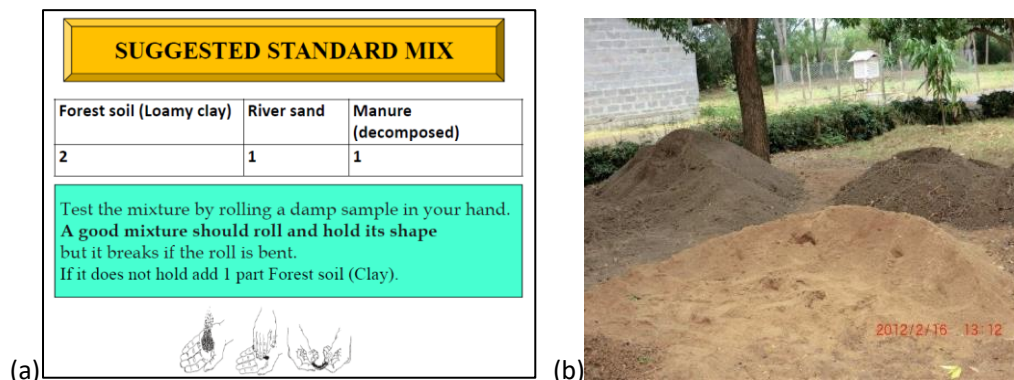 SUGGESTED STANDARD MIX
Forest soil (Loamy clay) River sand Manure
(decomposed)
2 1 1
Test the mixture by rolling a damp sample in your hand.
A good mixture should roll and hold its shape
but it breaks if the roll is bent.
If it does not hold add 1 part Forest soil (Clay).
2012/2/16 13:12
(a) (b)